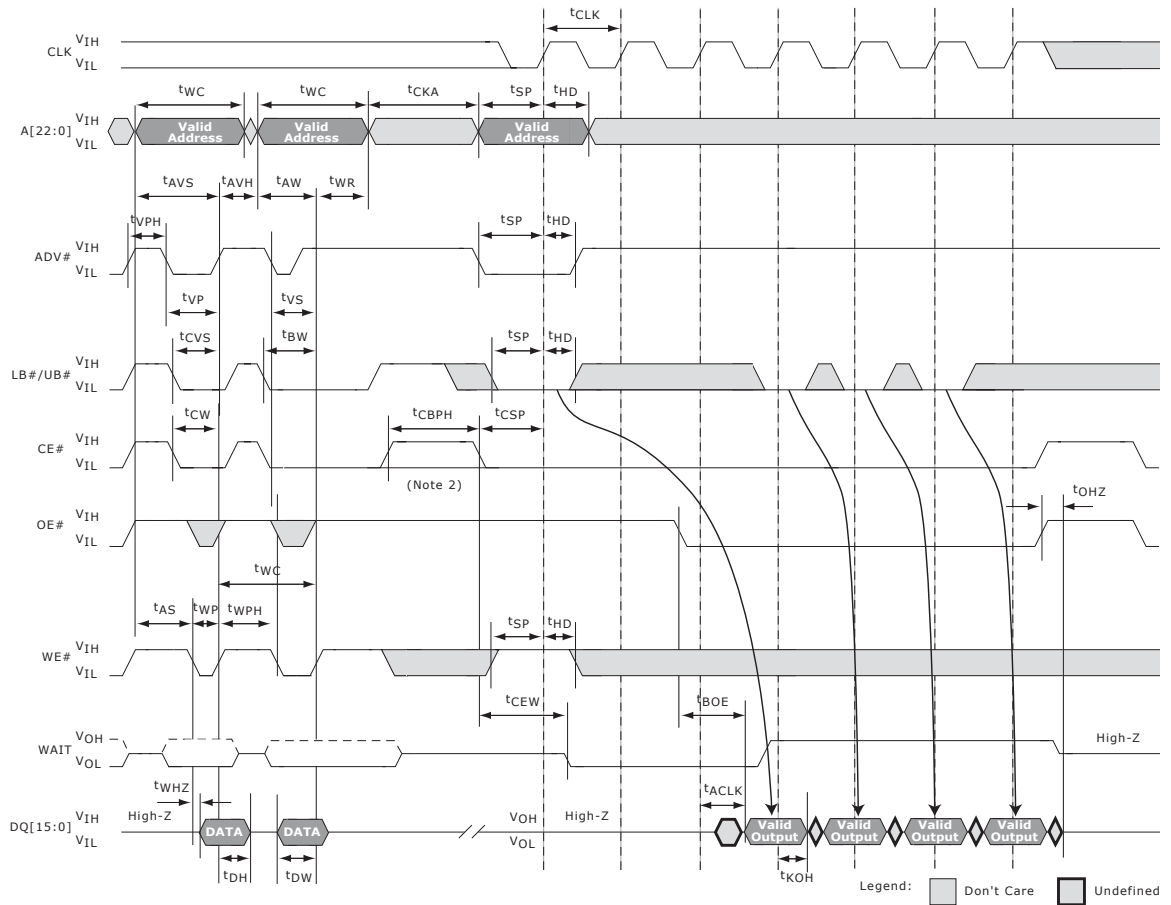 tCLK
CLK VIH
VIL
tWC tWC tCKA tSP tHD
A[22:0] VIH
VIL
Valid Address Valid Address Valid Address
tAVS tAVH tAW tWR
tVPH tSP tHD
ADV# VIH
VIL
tVP tVS
tCVS tBW tSP tHD
LB#/UB# VIH
VIL
tCW tCBPH tCSP
CE# VIH
VIL
(Note 2)
tOHZ
OE# VIH
VIL
tWC
tAS tWP tWPH tSP tHD
WE# VIH
VIL
tCEW tBOE
WAIT VOH
VOL
High-Z
tWHZ tACLK
DQ[15:0] VIH
VIL
High-Z
DATA DATA
VOH
VOL
High-Z
Valid Output Valid Output Valid Output Valid Output
tDH tDW tKOH
Legend: Don't Care Undefined